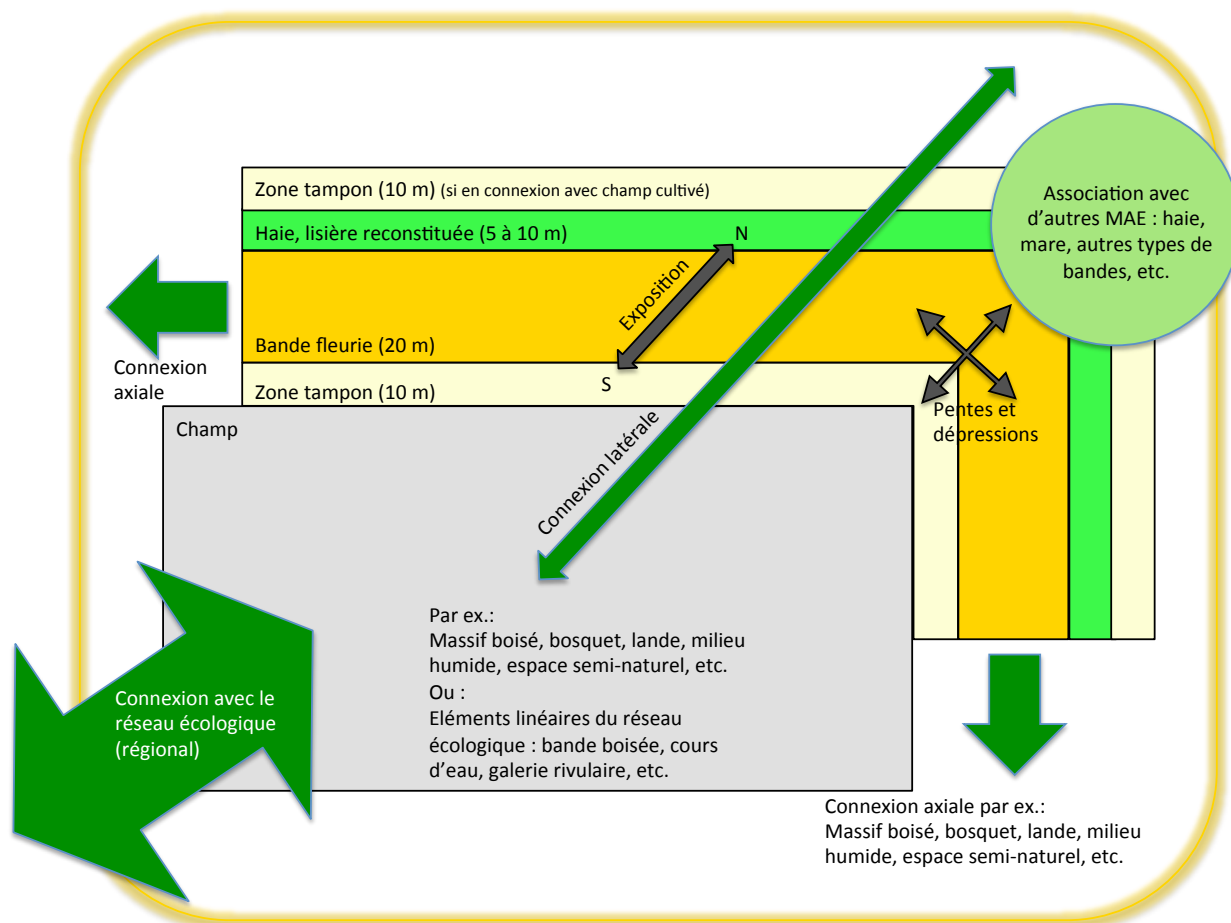 Zone tampon (10 m) (si en connexion avec champ cultivé)
Haie, lisière reconstituée (5 à 10 m)
N
Exposition
Bande fleurie (20 m)
S
Zone tampon (10 m)
Association avec
d'autres MAE : haie,
mare, autres types de
bandes, etc.
Connexion
axiale
Pentes et
dépressions
Champ
Connexion latérale
Par ex.:
Massif boisé, bosquet, lande, milieu
humide, espace semi-naturel, etc.
Ou :
Eléments linéaires du réseau
écologique : bande boisée, cours
d'eau, galerie rivulaire, etc.
Connexion avec le
réseau écologique
(régional)
Connexion axiale par ex.:
Massif boisé, bosquet, lande, milieu
humide, espace semi-naturel, etc.